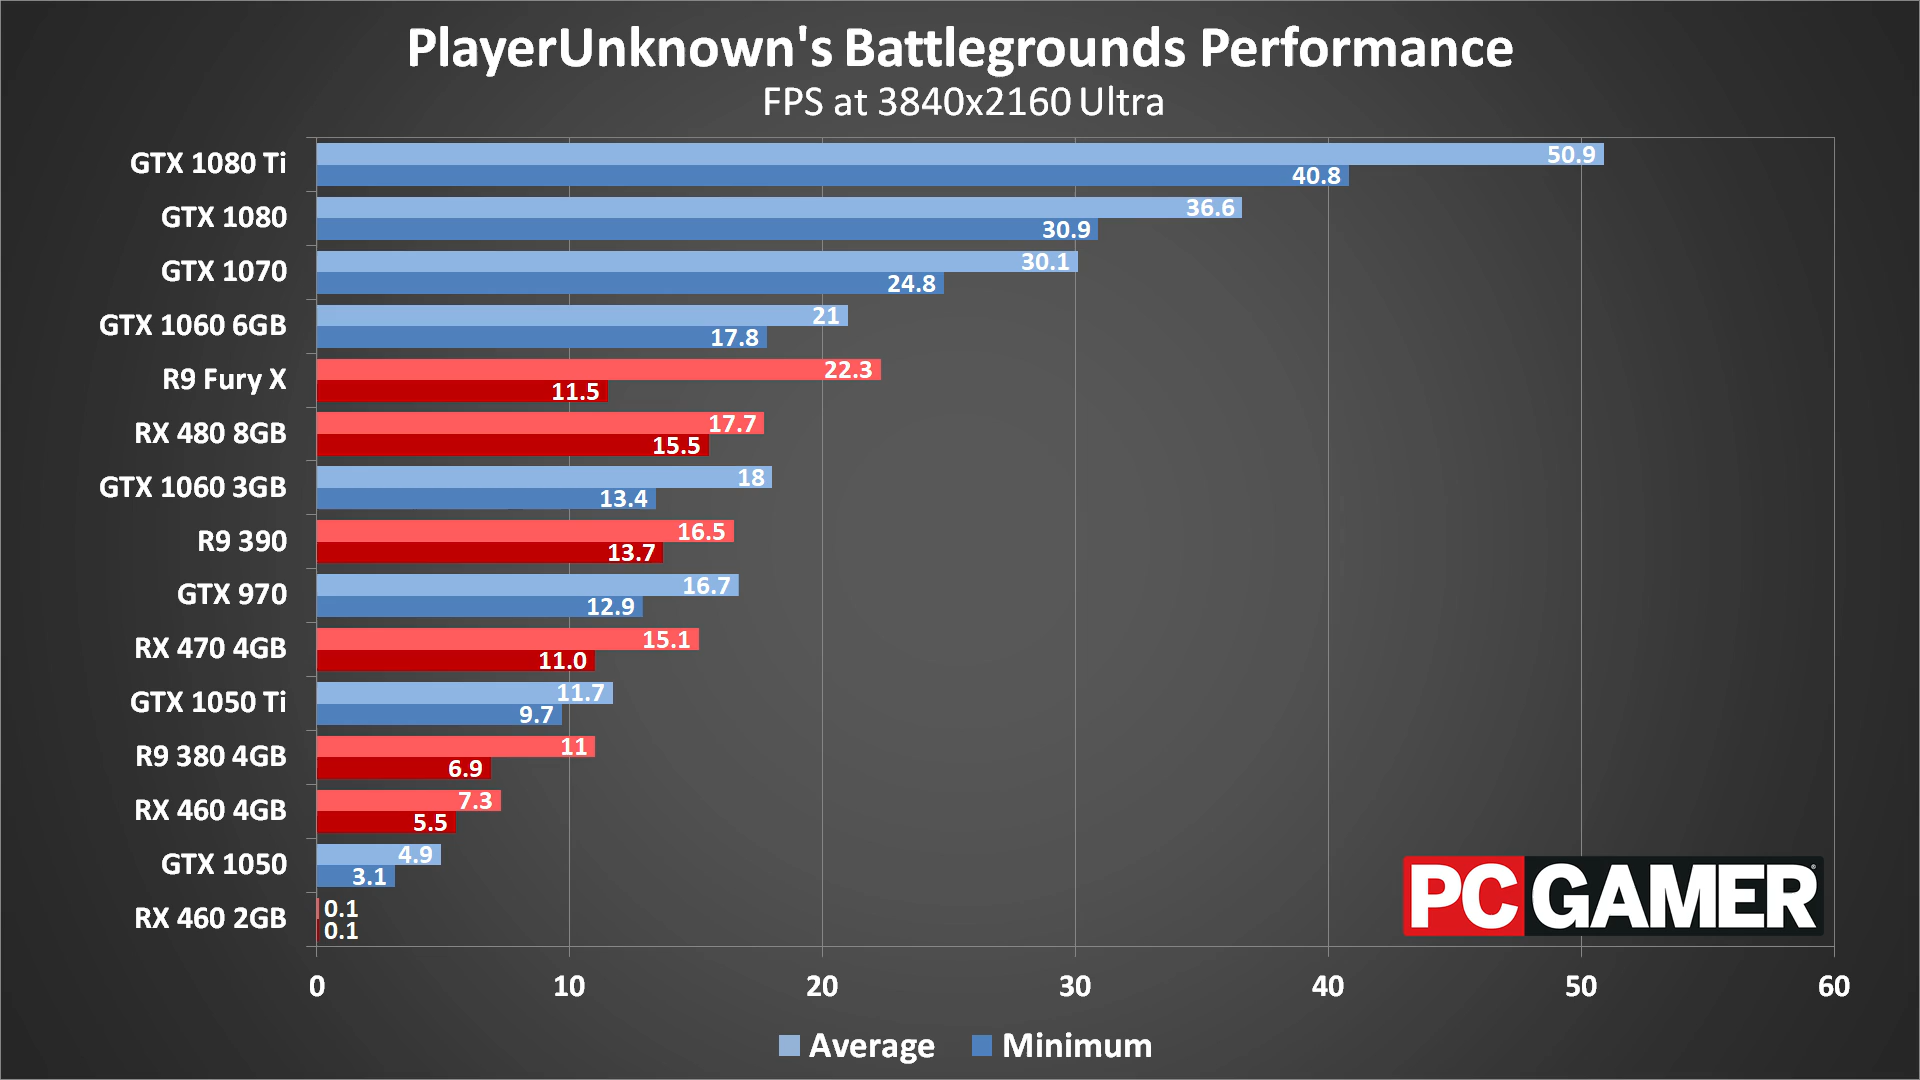 PlayerUnknown's Battlegrounds Performance
FPS at 3840x2160 Ultra
GTX 1080 Ti
50.9
40.8
GTX 1080
36.6
30.9
GTX 1070
30.1
24.8
GTX 1060 6GB
21
17.8
R9 Fury X
22.3
11.5
RX 480 8GB
17.7
15.5
GTX 1060 3GB
18
13.4
R9 390
16.5
13.7
GTX 970
16.7
12.9
RX 470 4GB
15.1
11.0
GTX 1050 Ti
11.7
9.7
R9 380 4GB
11
6.9
RX 460 4GB
7.3
5.5
GTX 1050
4.9
3.1
RX 460 2GB
0.1
0.1
PC GAMER
0 10 20 30 40 50 60
Average Minimum